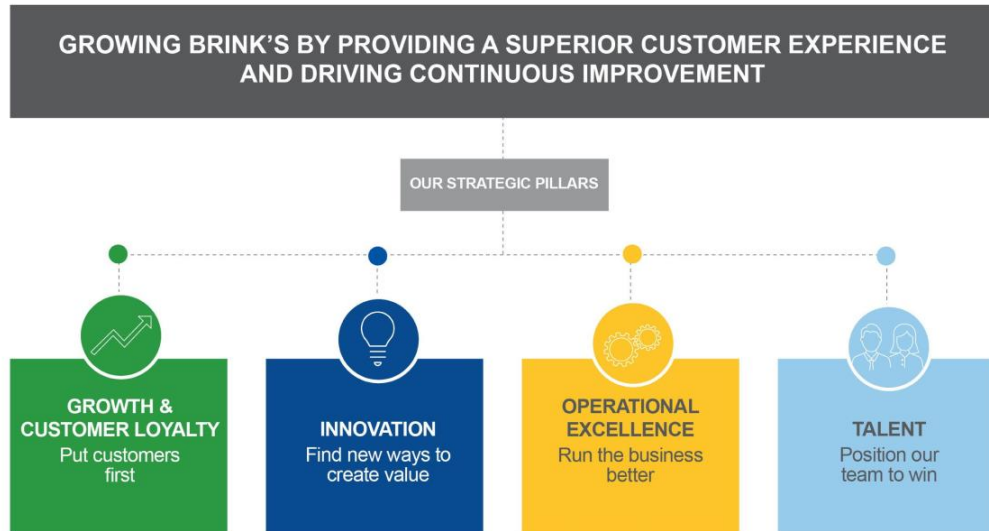 GROWING BRINK'S BY PROVIDING A SUPERIOR CUSTOMER EXPERIENCE
AND DRIVING CONTINUOUS IMPROVEMENT
OUR STRATEGIC PILLARS
GROWTH &
CUSTOMER LOYALTY
Put customers
first
INNOVATION
Find new ways to
create value
OPERATIONAL
EXCELLENCE
Run the business
better
TALENT
Position our
team to win